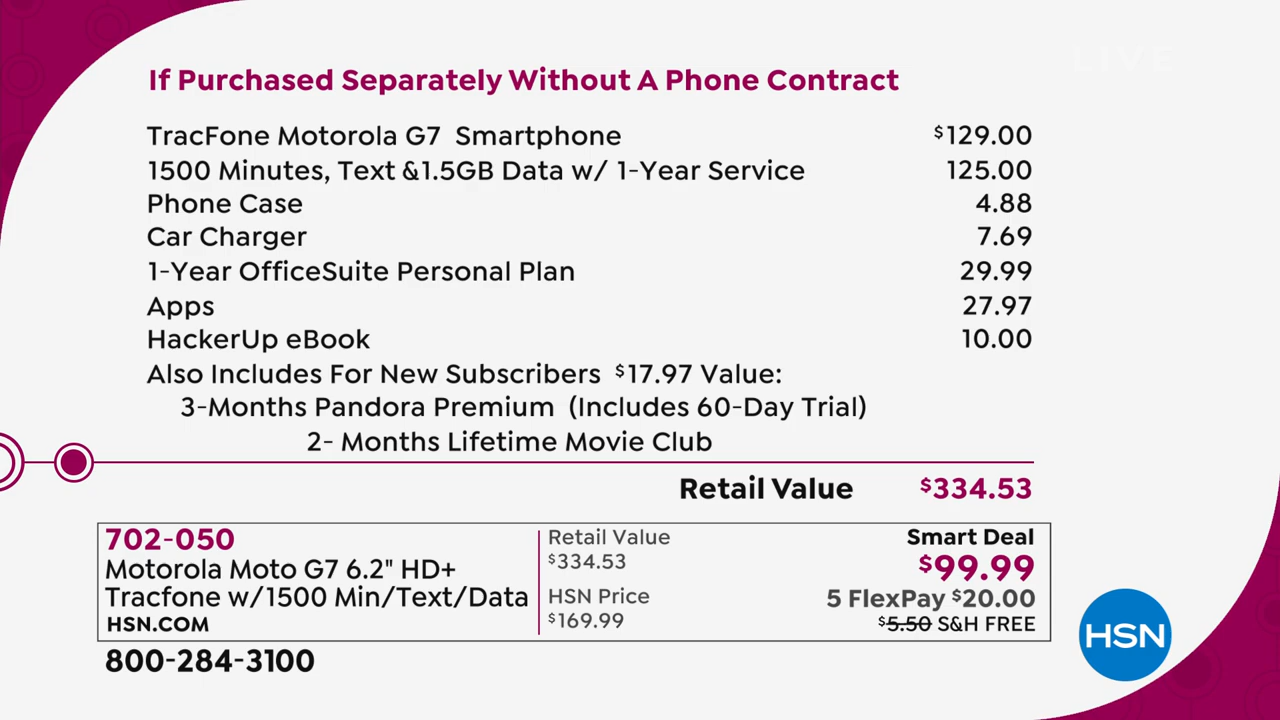 LIVE
If Purchased Separately Without A Phone Contract
TracFone Motorola G7 Smartphone $129.00
1500 Minutes, Text &1.5GB Data w/ 1-Year Service 125.00
Phone Case 4.88
Car Charger 7.69
1-Year OfficeSuite Personal Plan 29.99
Apps 27.97
HackerUp eBook 10.00
Also Includes For New Subscribers $17.97 Value:
3-Months Pandora Premium (Includes 60-Day Trial)
2- Months Lifetime Movie Club
Retail Value $334.53
702-050
Motorola Moto G7 6.2" HD+
Tracfone w/1500 Min/Text/Data
HSN.COM
Retail Value
$334.53
HSN Price
$169.99
Smart Deal
$99.99
5 FlexPay $20.00
$5.50 S&H FREE
HSN
800-284-3100